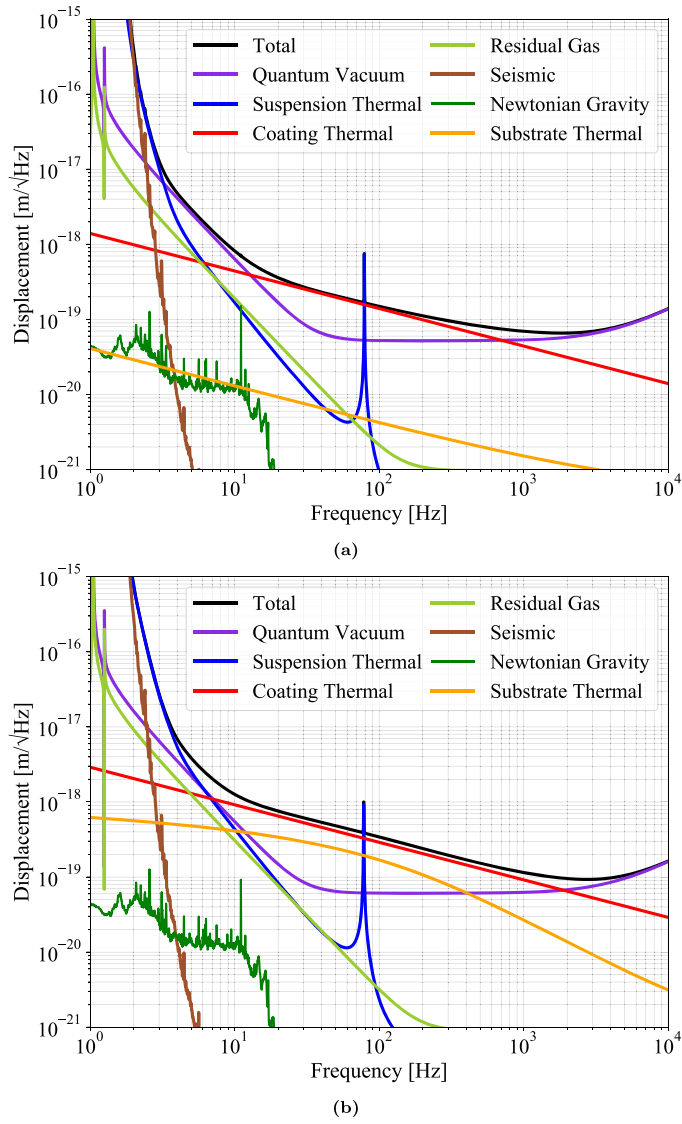 10^-15
10^-16
10^-17
10^-18
10^-19
10^-20
10^-21
Displacement [m/√Hz]
Total
Quantum Vacuum
Suspension Thermal
Coating Thermal
Residual Gas
Seismic
Newtonian Gravity
Substrate Thermal
10^0
10^1
10^2
10^3
10^4
Frequency [Hz]
(a)
10^-15
10^-16
10^-17
10^-18
10^-19
10^-20
10^-21
Displacement [m/√Hz]
Total
Quantum Vacuum
Suspension Thermal
Coating Thermal
Residual Gas
Seismic
Newtonian Gravity
Substrate Thermal
10^0
10^1
10^2
10^3
10^4
Frequency [Hz]
(b)